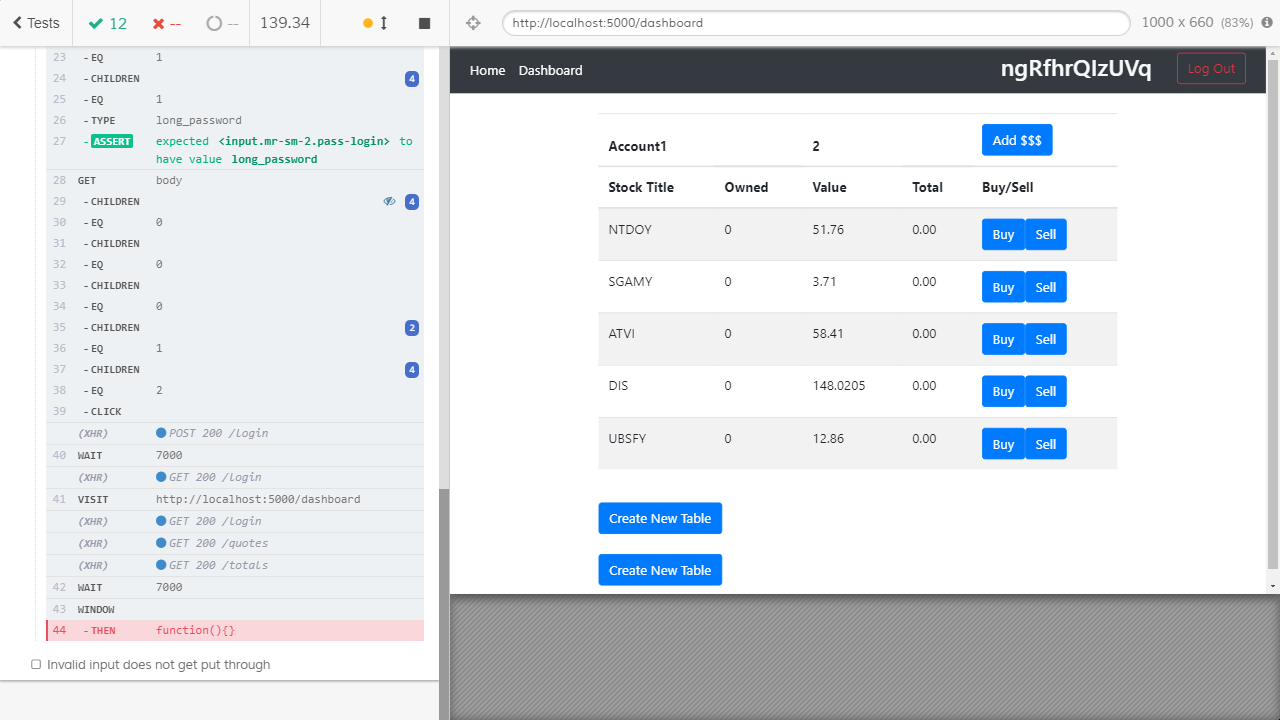 Tests
12
--
--
139.34
http://localhost:5000/dashboard
1000 x 660 (83%)
23 -EQ 1
24 -CHILDREN 4
25 -EQ 1
26 -TYPE long_password
27 -ASSERT expected <input.mr-sm-2.pass-login> to
have value long_password
28 GET body
29 -CHILDREN 4
30 -EQ 0
31 -CHILDREN
32 -EQ 0
33 -CHILDREN
34 -EQ 0
35 -CHILDREN 2
36 -EQ 1
37 -CHILDREN 4
38 -EQ 2
39 -CLICK
(XHR) POST 200 /login
40 WAIT 7000
(XHR) GET 200 /login
41 VISIT http://localhost:5000/dashboard
(XHR) GET 200 /login
(XHR) GET 200 /quotes
(XHR) GET 200 /totals
42 WAIT 7000
43 WINDOW
44 -THEN function(){}
Invalid input does not get put through
Home Dashboard ngRfhrQIzUVq Log Out
Account1 2 Add $$$
Stock Title Owned Value Total Buy/Sell
NTDOY 0 51.76 0.00 Buy Sell
SGAMY 0 3.71 0.00 Buy Sell
ATVI 0 58.41 0.00 Buy Sell
DIS 0 148.0205 0.00 Buy Sell
UBSFY 0 12.86 0.00 Buy Sell
Create New Table
Create New Table